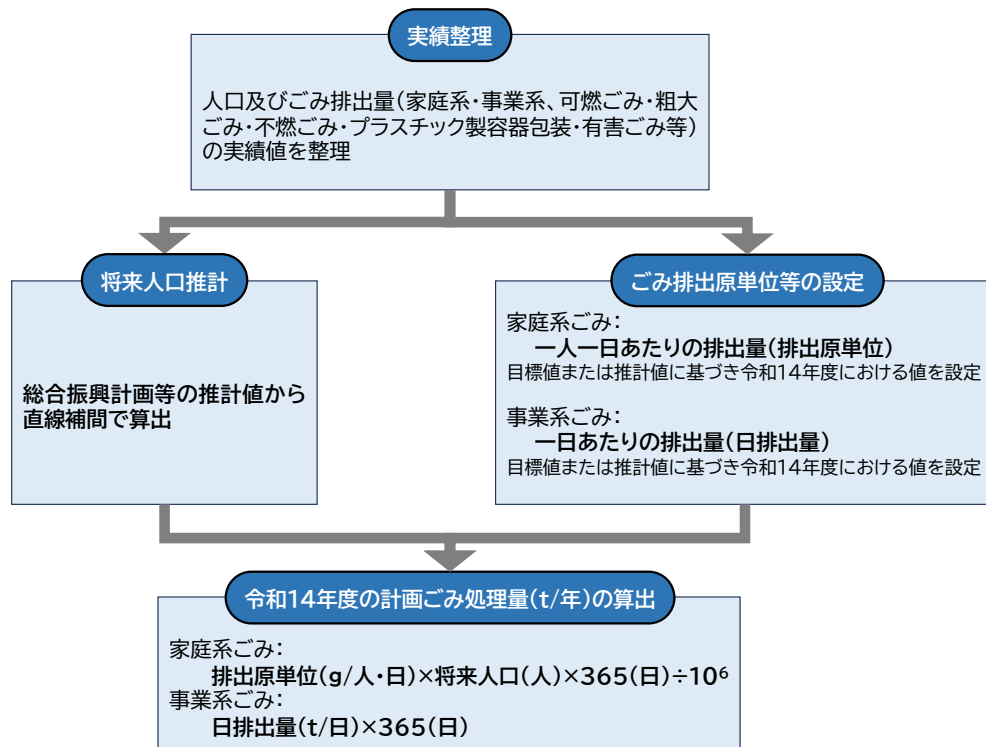 実績整理
人口及びごみ排出量(家庭系・事業系、可燃ごみ・粗大
ごみ・不燃ごみ・プラスチック製容器包装・有害ごみ等)
の実績値を整理
将来人口推計
総合振興計画等の推計値から
直線補間で算出
ごみ排出原単位等の設定
家庭系ごみ:
一人一日あたりの排出量(排出原単位)
目標値または推計値に基づき令和14年度における値を設定
事業系ごみ:
一日あたりの排出量(日排出量)
目標値または推計値に基づき令和14年度における値を設定
令和14年度の計画ごみ処理量(t/年)の算出
家庭系ごみ:
排出原単位(g/人・日)×将来人口(人)×365(日)÷10⁶
事業系ごみ:
日排出量(t/日)×365(日)